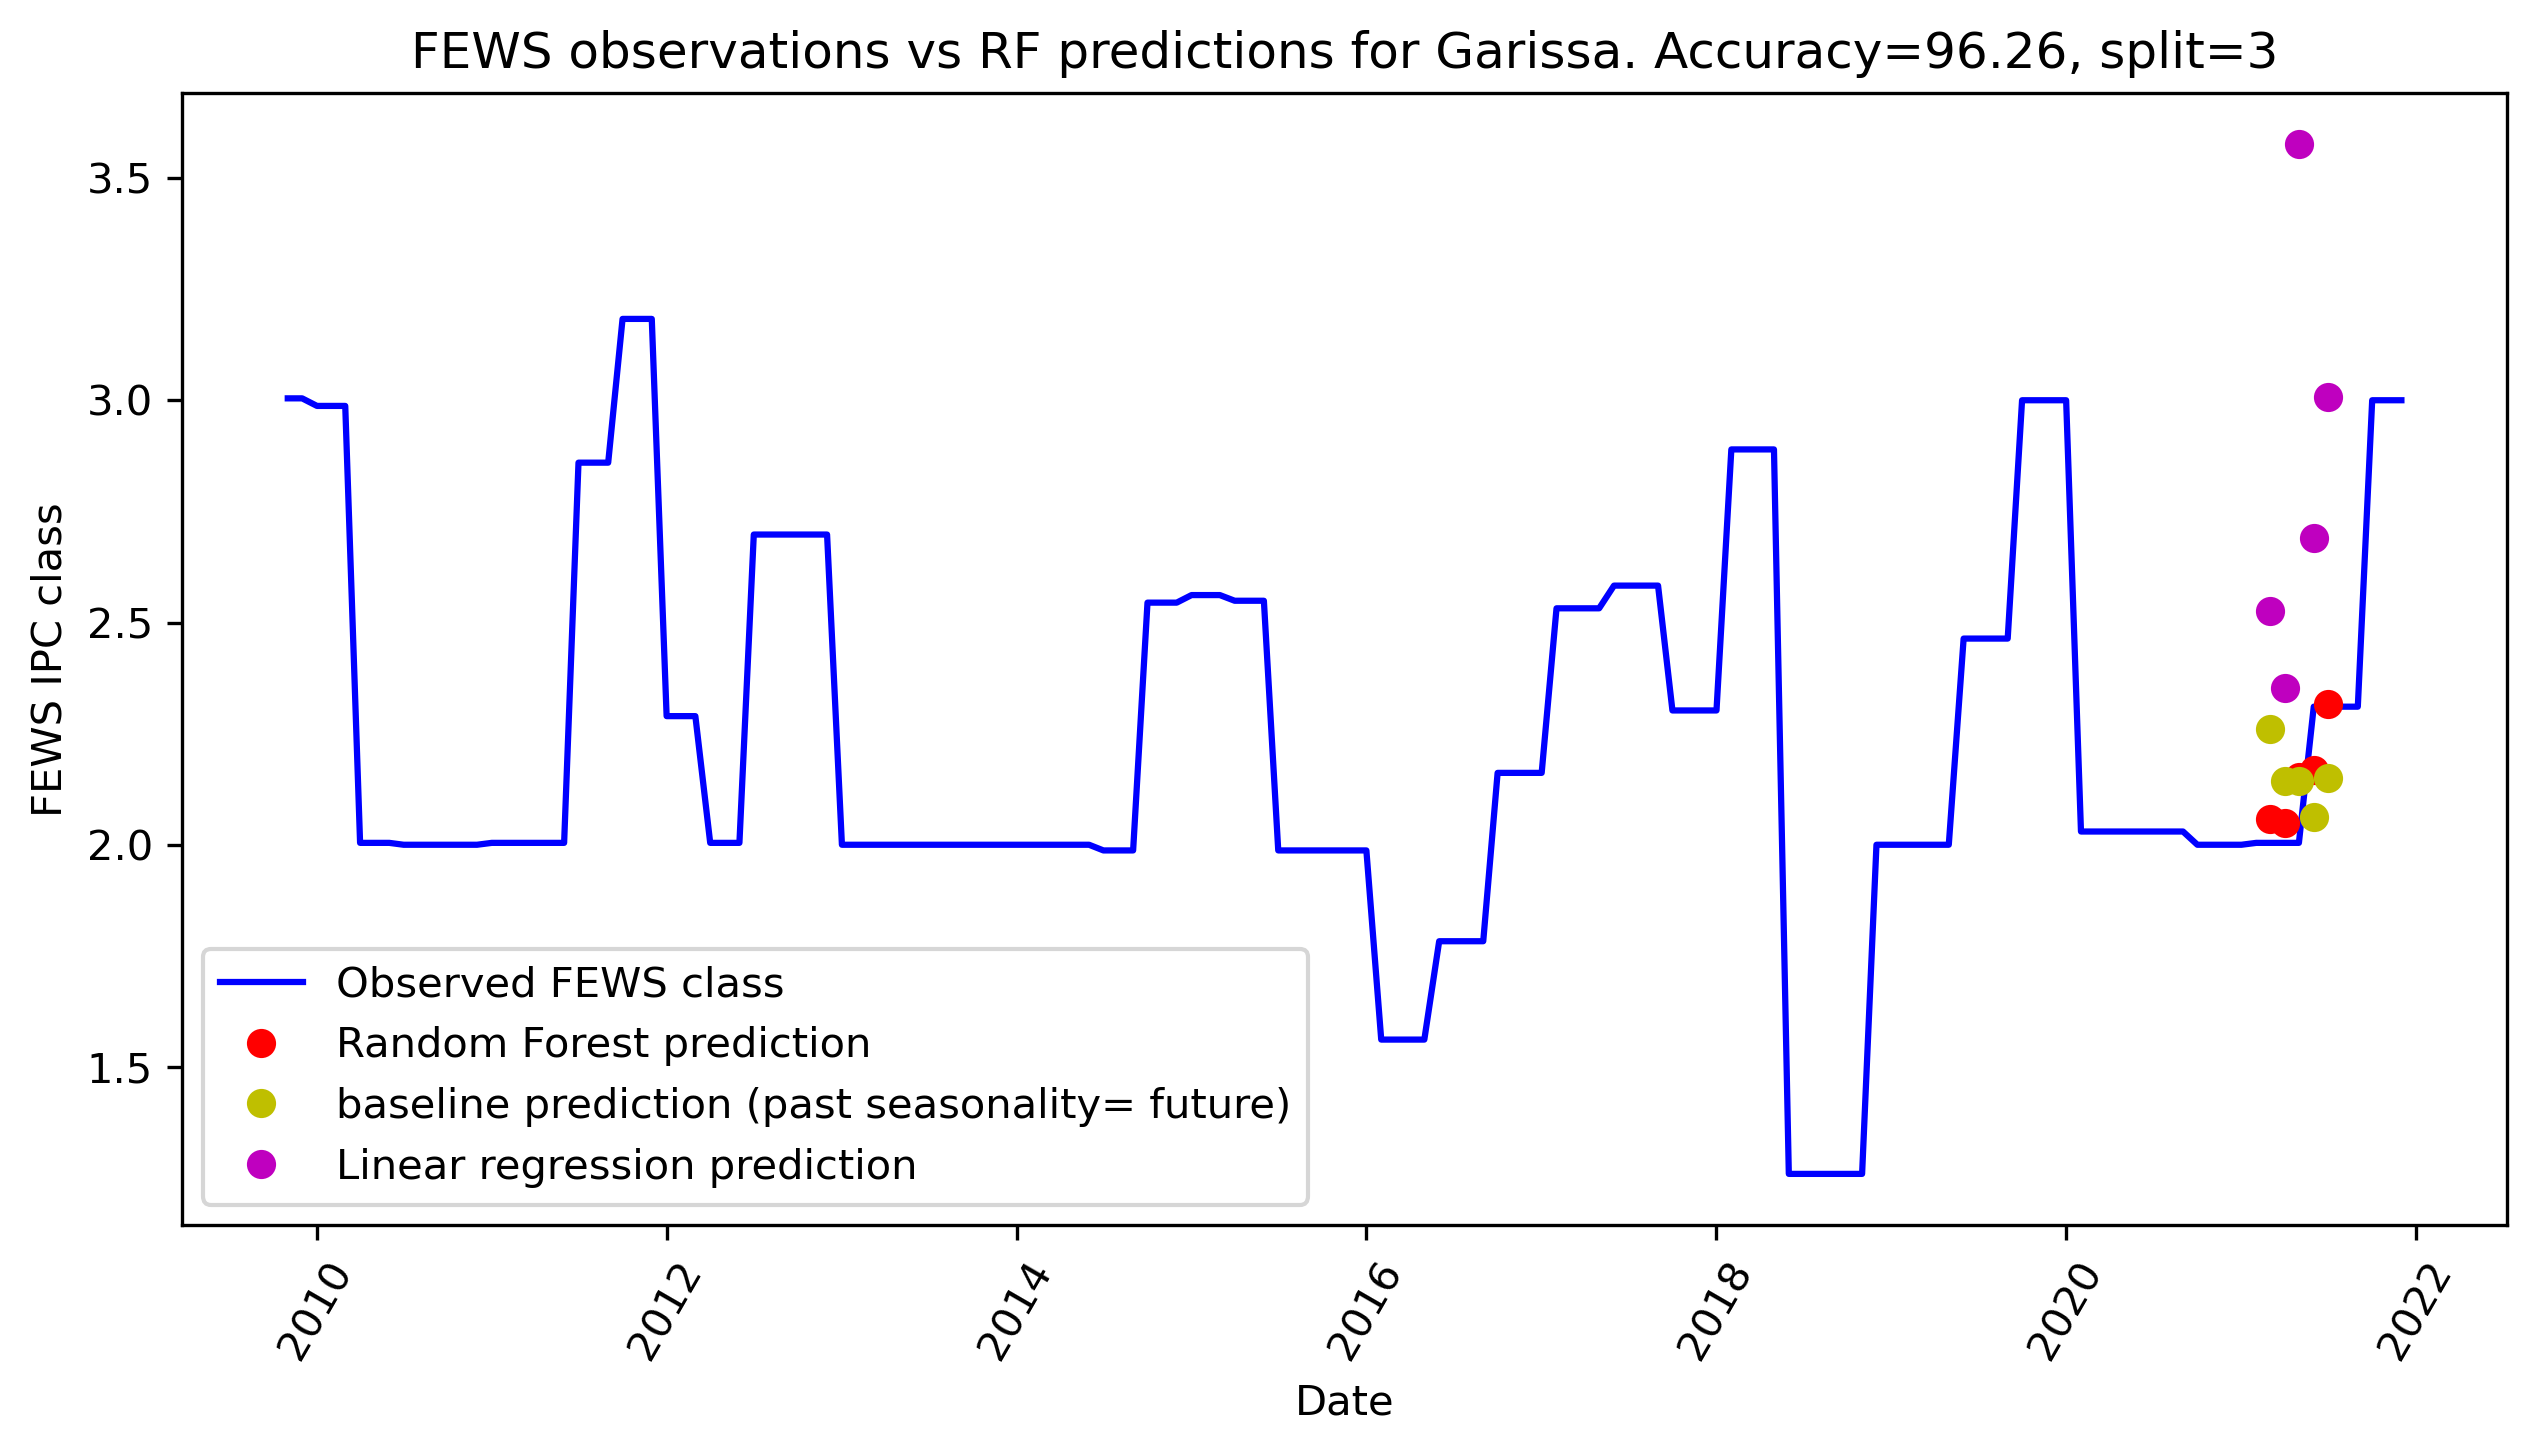 FEWS observations vs RF predictions for Garissa. Accuracy=96.26, split=3
FEWS IPC class
3.5
3.0
2.5
2.0
1.5
Observed FEWS class
Random Forest prediction
baseline prediction (past seasonality= future)
Linear regression prediction
2010
2012
2014
2016
2018
2020
2022
Date